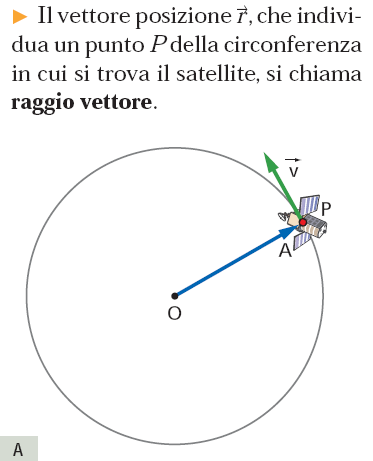 ► Il vettore posizione r⃗, che indivi-
dua un punto P della circonferenza
in cui si trova il satellite, si chiama
raggio vettore.
v⃗
P
A
O
A